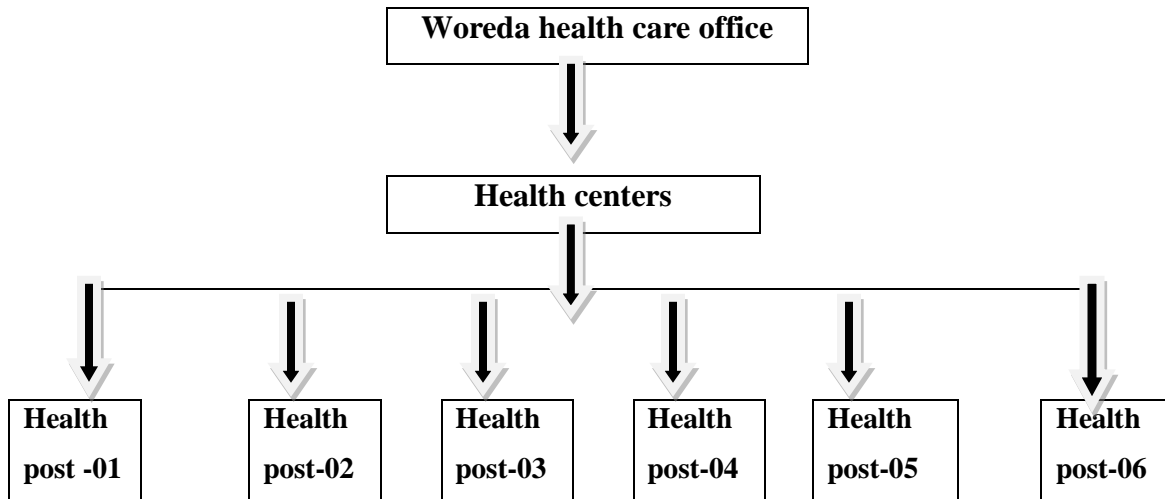 Woreda health care office
Health centers
Health
post -01
Health
post-02
Health
post-03
Health
post-04
Health
post-05
Health
post-06